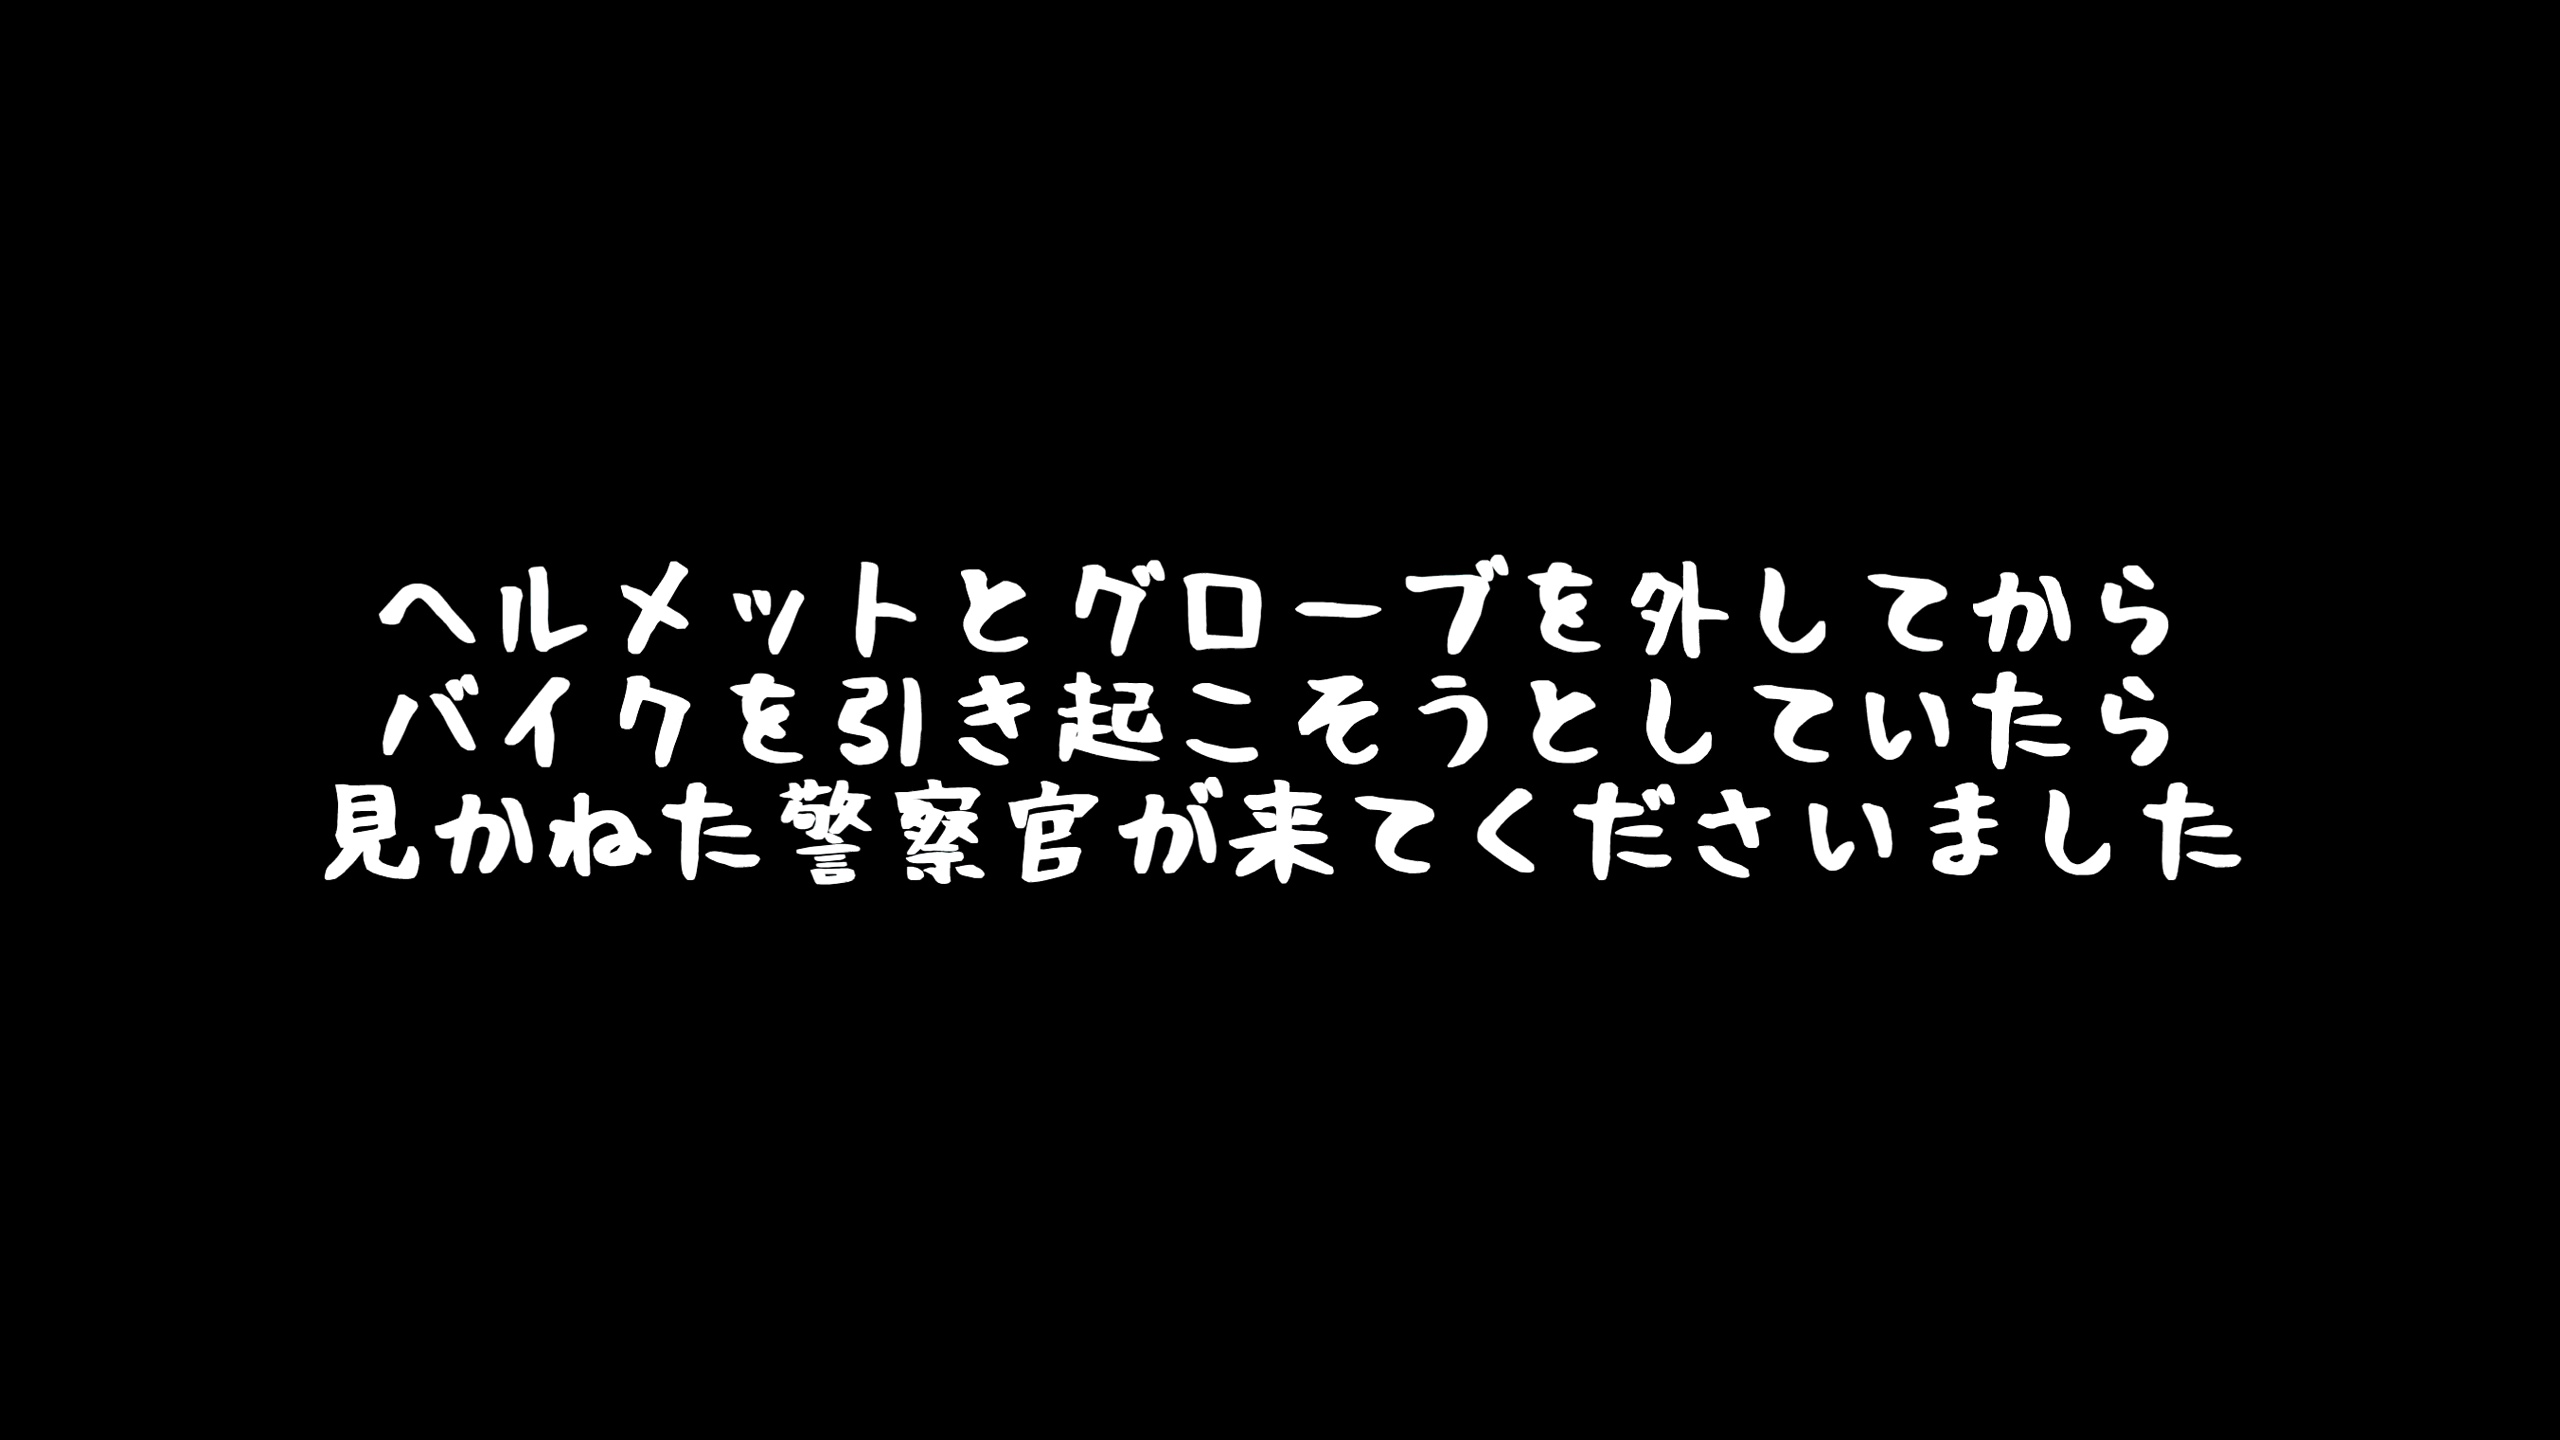 ヘルメットとグローブを外してから
バイクを引き起こそうとしていたら
見かねた警察官が来てくださいました